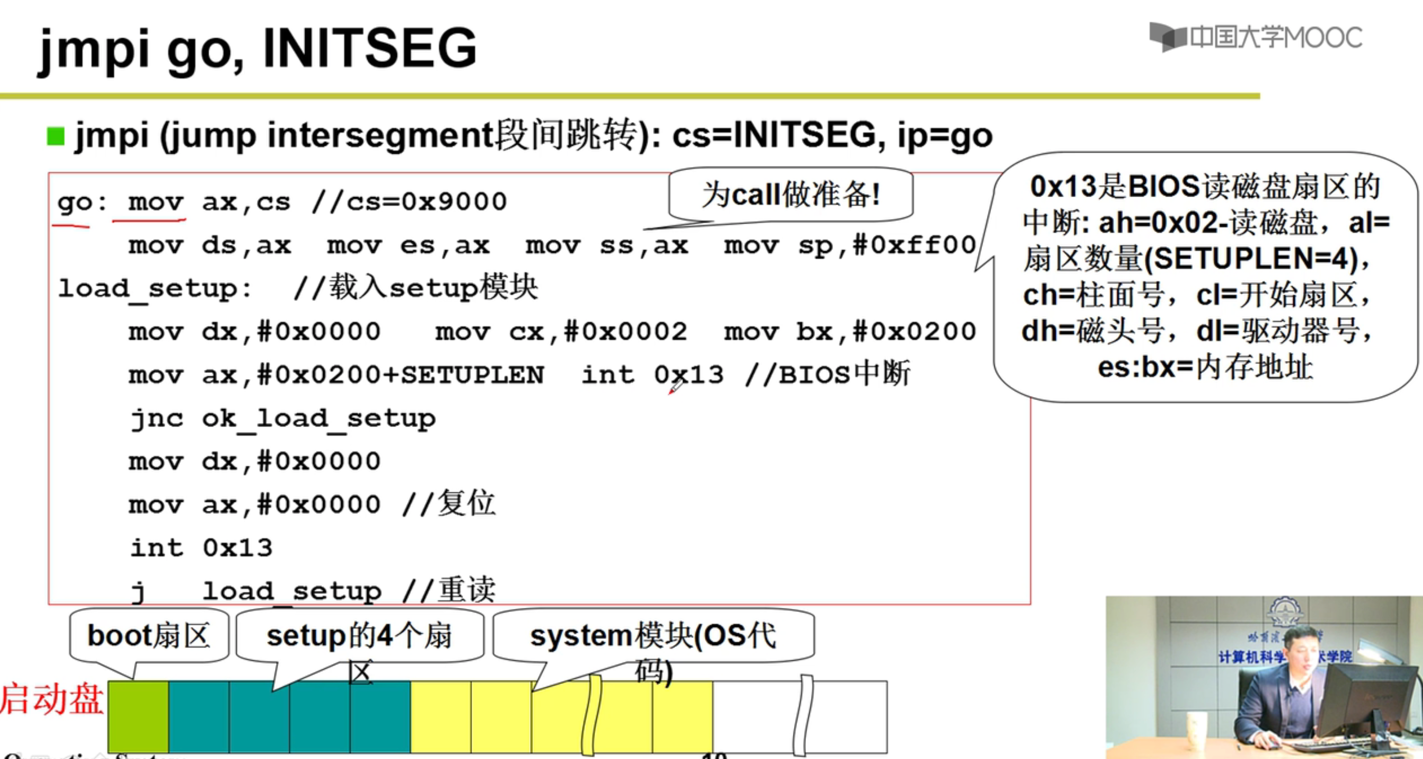 jmpi go, INITSEG
中国大学MOOC
jmpi (jump intersegment段间跳转): cs=INITSEG, ip=go
go: mov ax,cs //cs=0x9000
为call做准备!
mov ds,ax mov es,ax mov ss,ax mov sp,#0xff00
load_setup: //载入setup模块
mov dx,#0x0000 mov cx,#0x0002 mov bx,#0x0200
mov ax,#0x0200+SETUPLEN int 0x13 //BIOS中断
jnc ok_load_setup
mov dx,#0x0000
mov ax,#0x0000 //复位
int 0x13
j load_setup //重读
0x13是BIOS读磁盘扇区的
中断: ah=0x02-读磁盘，al=
扇区数量(SETUPLEN=4)，
ch=柱面号，cl=开始扇区，
dh=磁头号，dl=驱动器号，
es:bx=内存地址
boot扇区
setup的4个扇
区
system模块(OS代
码)
启动盘
计算机科学
术学院